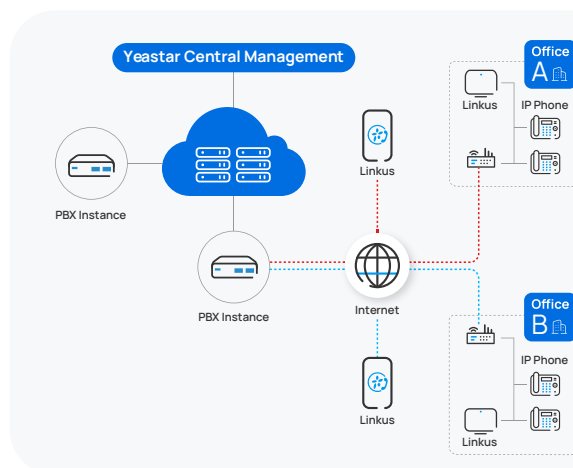 Yeastar Central Management
Office
A
Linkus
IP Phone
Linkus
PBX Instance
PBX Instance
Internet
Office
B
IP Phone
Linkus
Linkus